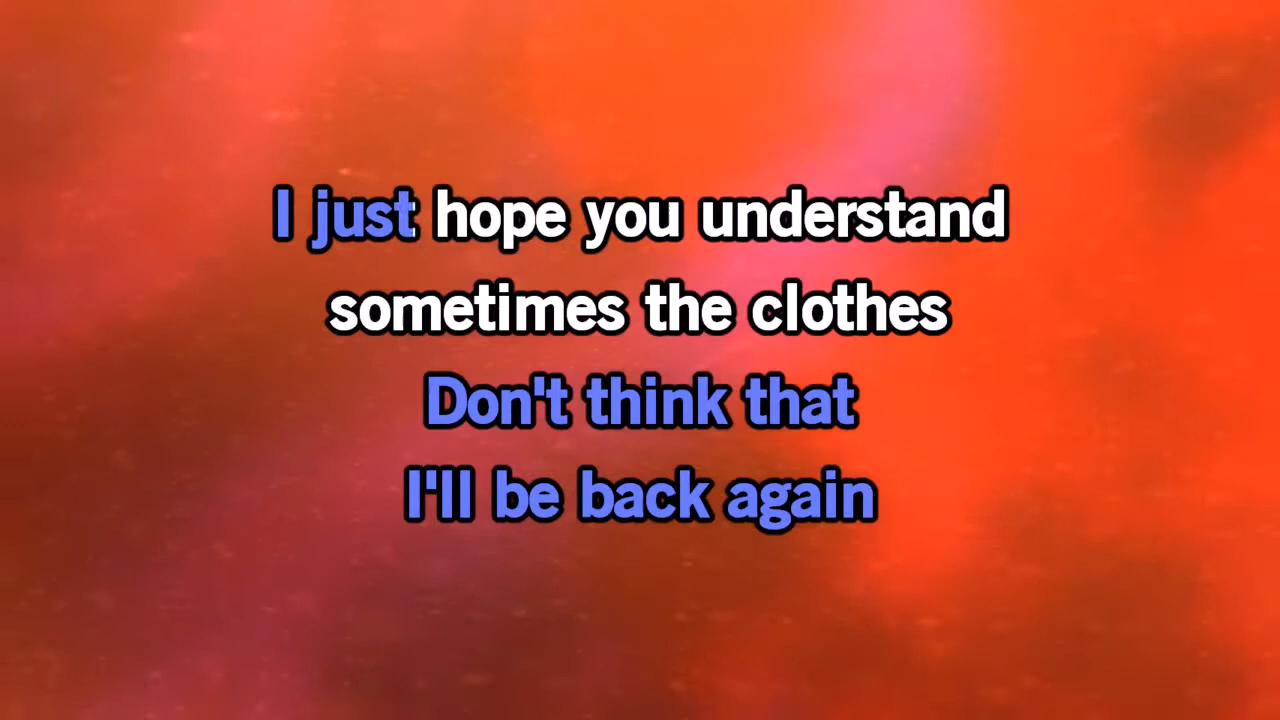 I just hope you understand
sometimes the clothes
Don't think that
I'll be back again